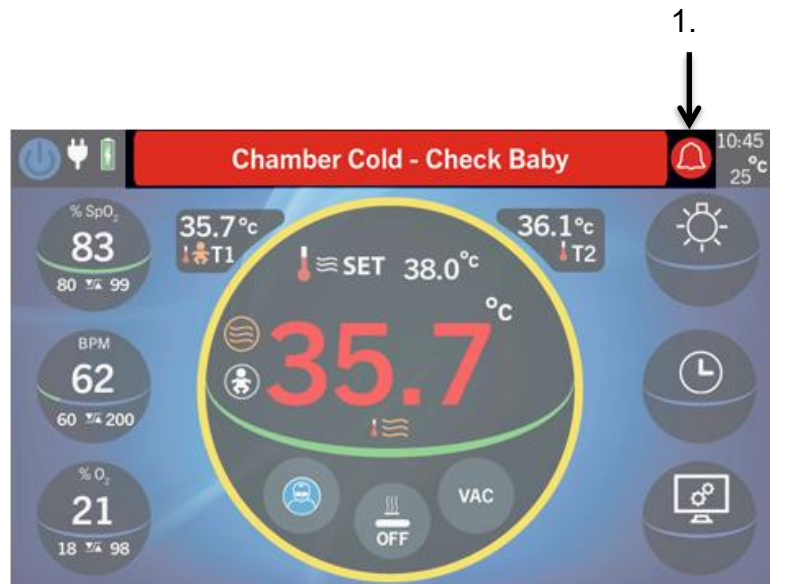 1.
Chamber Cold - Check Baby
10:45
25°c
% SpO₂
83
80 99
35.7°c
T1
SET 38.0°c
36.1°c
T2
°c
35.7
BPM
62
60 200
% O₂
21
18 98
OFF
VAC